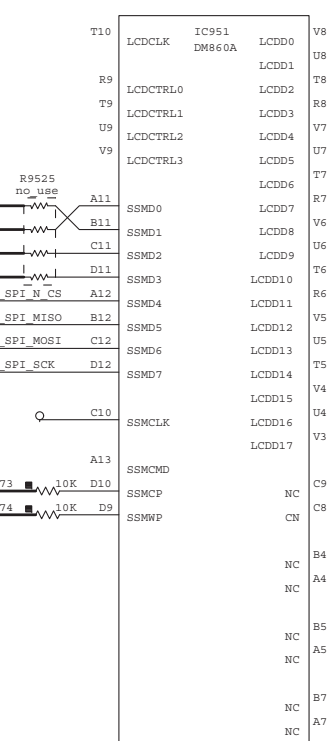 T10 LCDCLK IC951 LCDD0 V8
DM860A
LCDD1 U8
R9 LCDCTRL0 LCDD2 T8
T9 LCDCTRL1 LCDD3 R8
U9 LCDCTRL2 LCDD4 V7
V9 LCDCTRL3 LCDD5 U7
R9525
no_use
LCDD6 T7
A11 SSMD0 LCDD7 R7
B11 SSMD1 LCDD8 V6
C11 SSMD2 LCDD9 U6
D11 SSMD3 LCDD10 T6
_SPI_N_CS A12 SSMD4 LCDD11 R6
_SPI_MISO B12 SSMD5 LCDD12 V5
_SPI_MOSI C12 SSMD6 LCDD13 U5
_SPI_SCK D12 SSMD7 LCDD14 T5
LCDD15 V4
C10 SSMCLK LCDD16 U4
LCDD17 V3
A13 SSMCMD
73 10K D10 SSMCP NC C9
74 10K D9 SSMWP CN C8
NC B4
NC A4
NC B5
NC A5
NC B7
NC A7